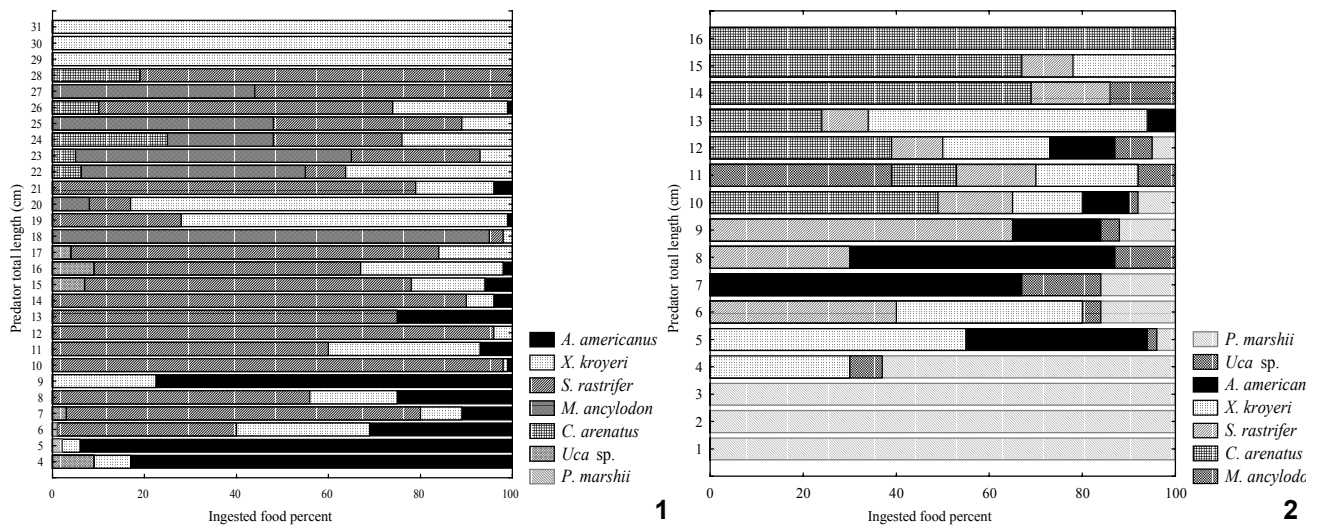 31
30
29
28
27
26
25
24
23
22
21
20
19
18
17
16
15
14
13
12
11
10
9
8
7
6
5
4
Predator total length (cm)
0 20 40 60 80 100
Ingested food percent
A. americanus
X. kroyeri
S. rastrifer
M. ancylodon
C. arenatus
Uca sp.
P. marshii
1
16
15
14
13
12
11
10
9
8
7
6
5
4
3
2
1
Predator total length (cm)
0 20 40 60 80 100
Ingested food percent
P. marshii
Uca sp.
A. american
X. kroyeri
S. rastrifer
C. arenatus
M. ancylodo
2